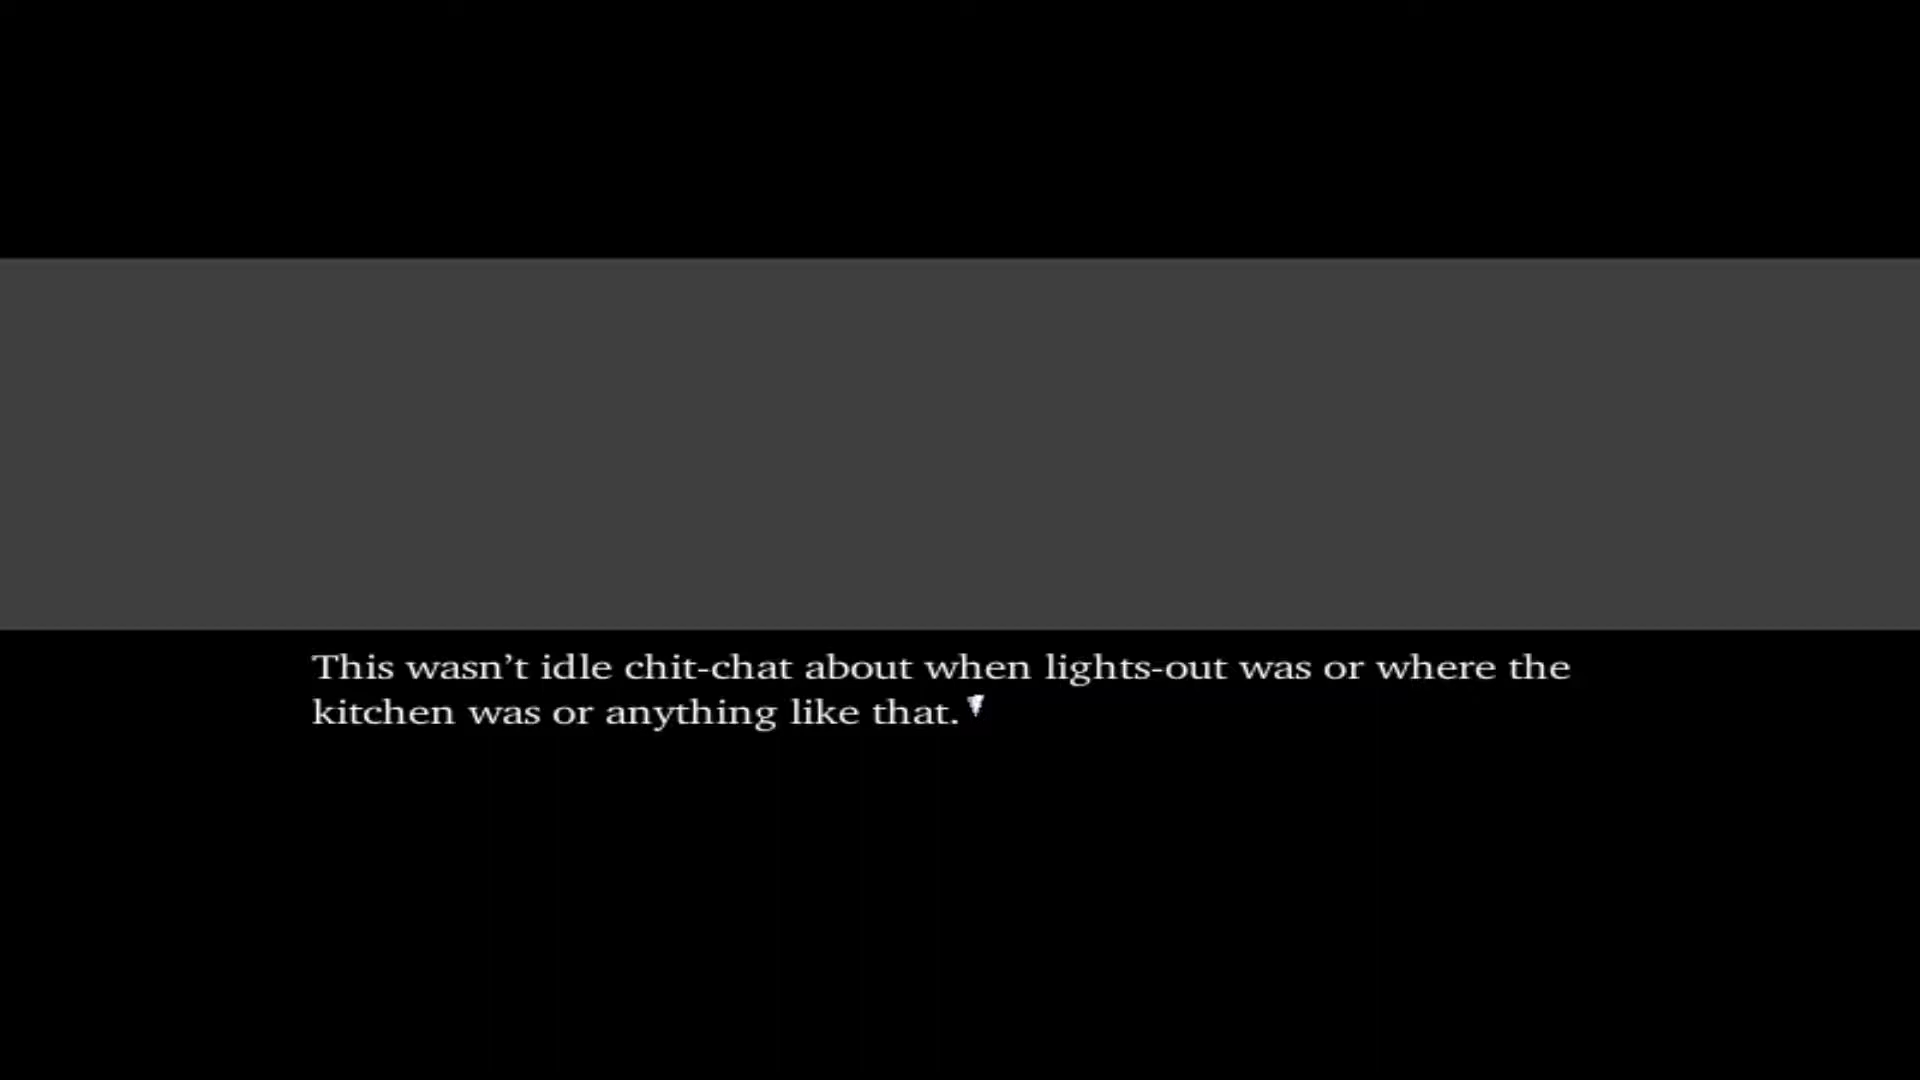 This wasn’t idle chit-chat about when lights-out was or where the
kitchen was or anything like that.